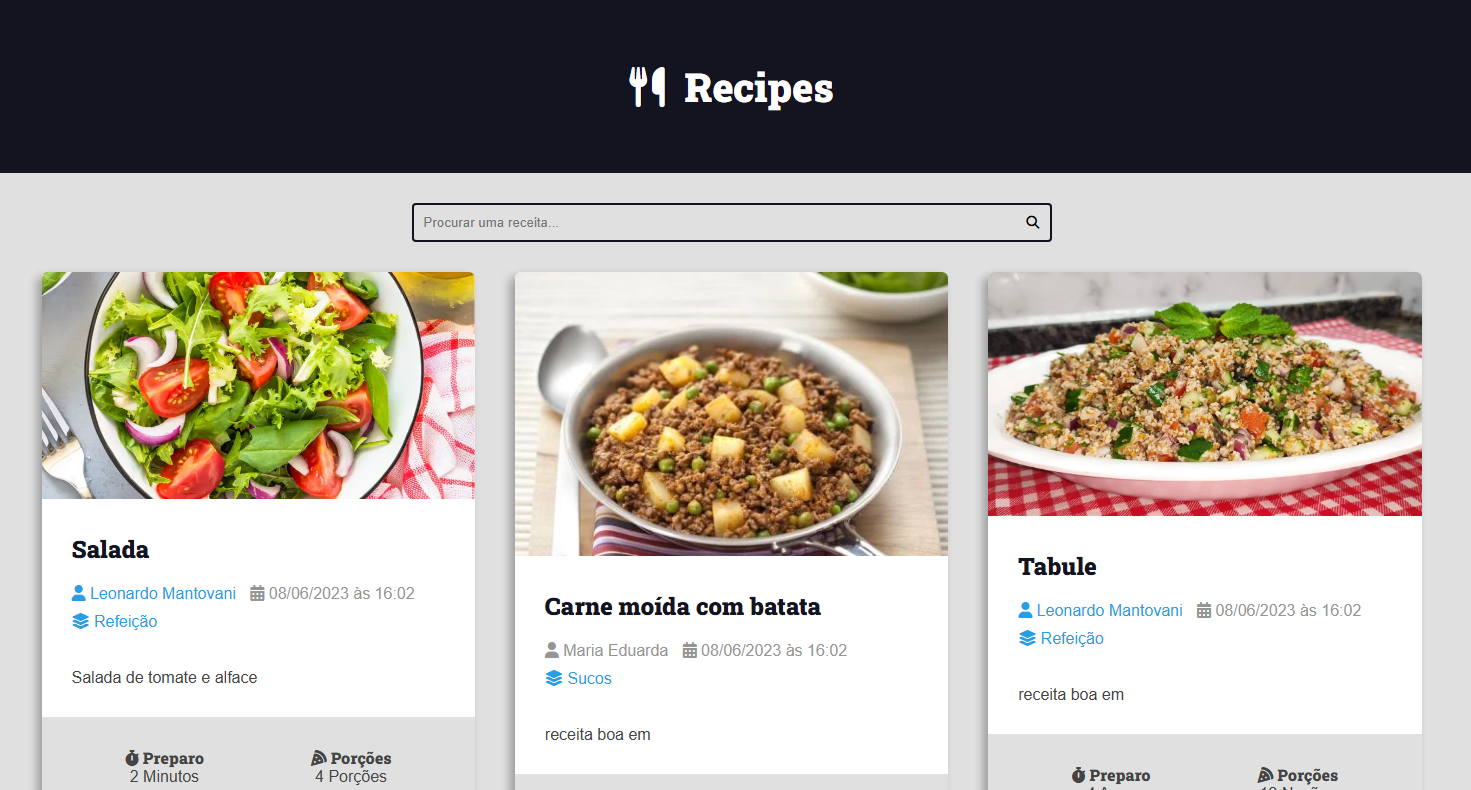 Recipes
Procurar uma receita...
Salada
Leonardo Mantovani 08/06/2023 às 16:02
Refeição
Salada de tomate e alface
Preparo Porções
2 Minutos 4 Porções
Carne moída com batata
Maria Eduarda 08/06/2023 às 16:02
Sucos
receita boa em
Tabule
Leonardo Mantovani 08/06/2023 às 16:02
Refeição
receita boa em
Preparo Porções